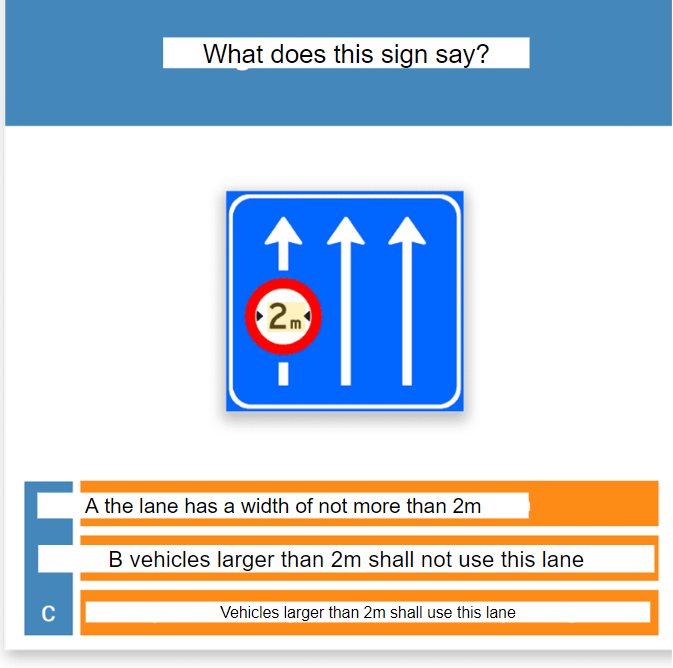 What does this sign say?
2m
A the lane has a width of not more than 2m
B vehicles larger than 2m shall not use this lane
C Vehicles larger than 2m shall use this lane